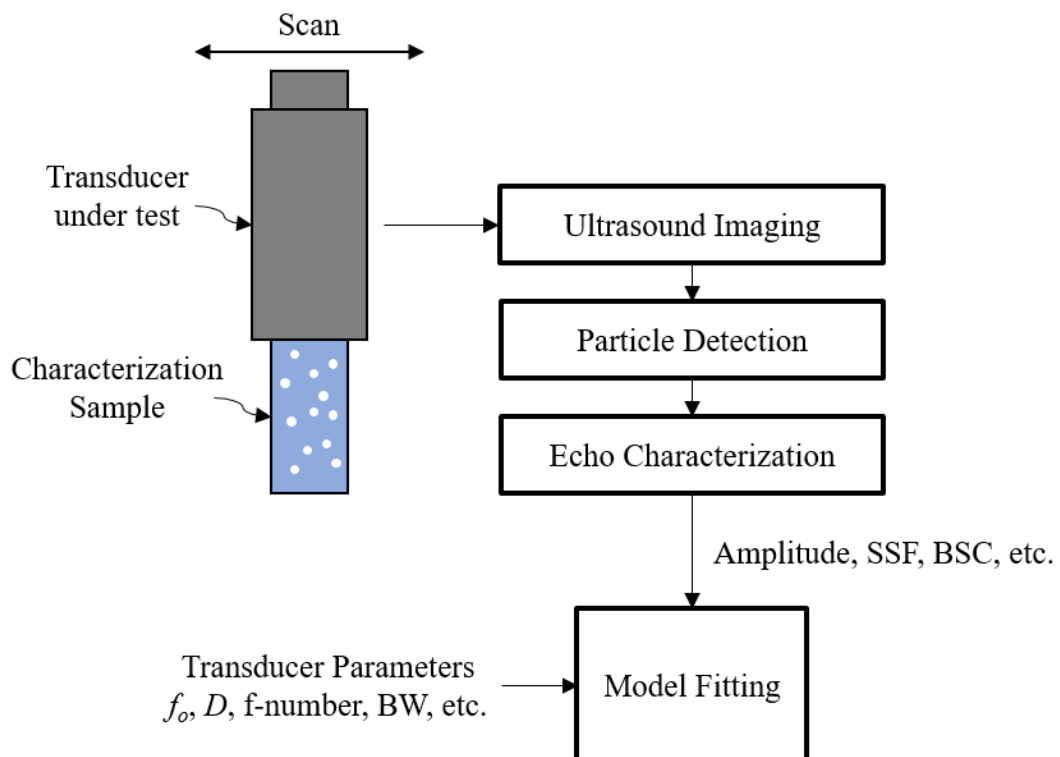 Scan
Transducer
under test
Ultrasound Imaging
Particle Detection
Characterization
Sample
Echo Characterization
Amplitude, SSF, BSC, etc.
Transducer Parameters
fₒ, D, f-number, BW, etc.
Model Fitting